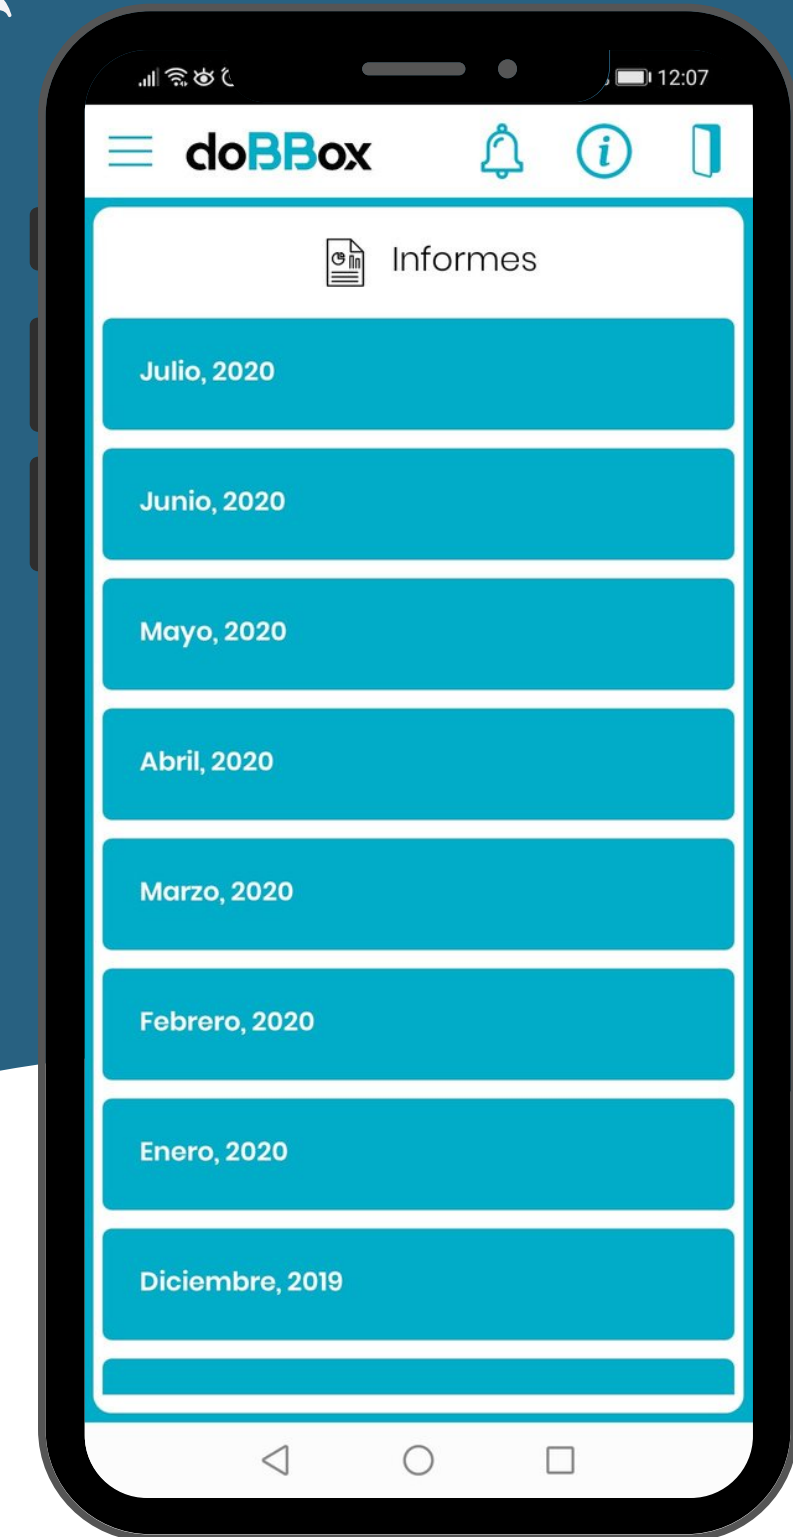 12:07
doBBox
Informes
Julio, 2020
Junio, 2020
Mayo, 2020
Abril, 2020
Marzo, 2020
Febrero, 2020
Enero, 2020
Diciembre, 2019